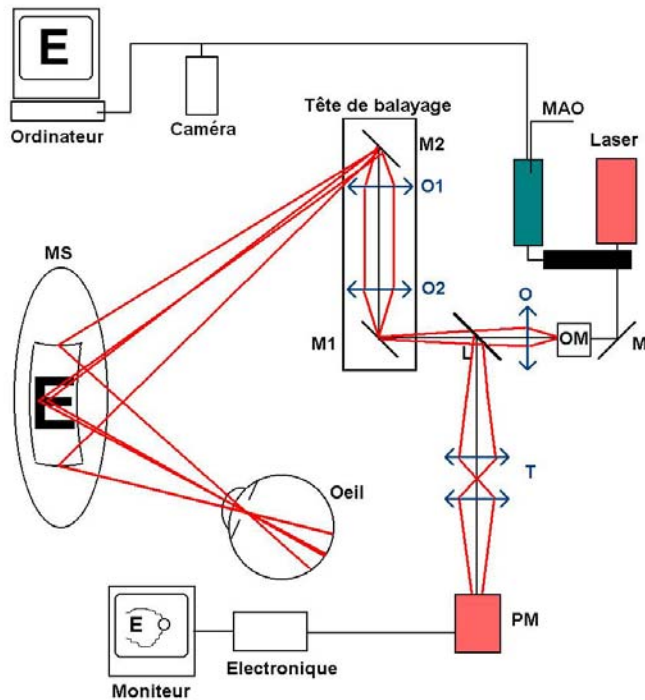 E
Ordinateur
Caméra
Tête de balayage
MAO
Laser
M2
O1
O2
M1
MS
E
O
OM
M
L
T
Oeil
PM
E
Moniteur
Electronique